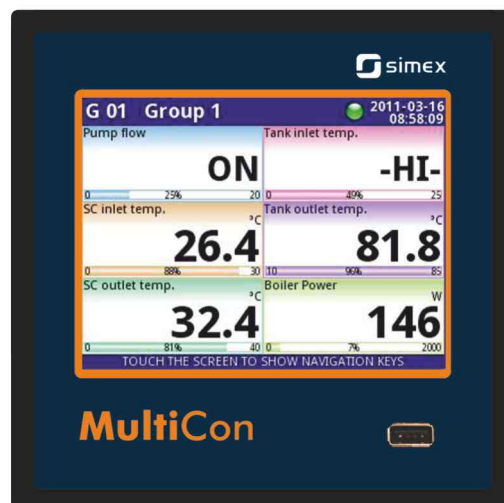 simex
G 01 Group 1
2011-03-16
08:58:09
Pump flow
Tank inlet temp.
ON
-HI-
0 25% 20
0 49% 25
SC inlet temp.
Tank outlet temp.
°C
°C
26.4
81.8
0 88% 30
10 96% 85
SC outlet temp.
Boiler Power
°C
W
32.4
146
0 81% 40
0 7% 2000
TOUCH THE SCREEN TO SHOW NAVIGATION KEYS
MultiCon